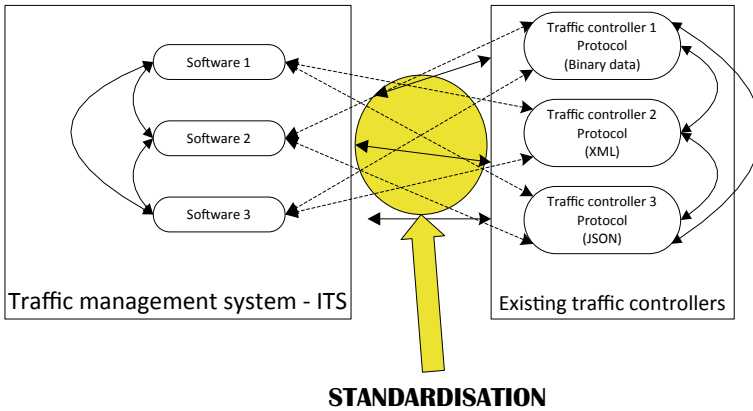 Software 1
Software 2
Software 3
Traffic management system - ITS
Traffic controller 1
Protocol
(Binary data)
Traffic controller 2
Protocol
(XML)
Traffic controller 3
Protocol
(JSON)
Existing traffic controllers
STANDARDISATION